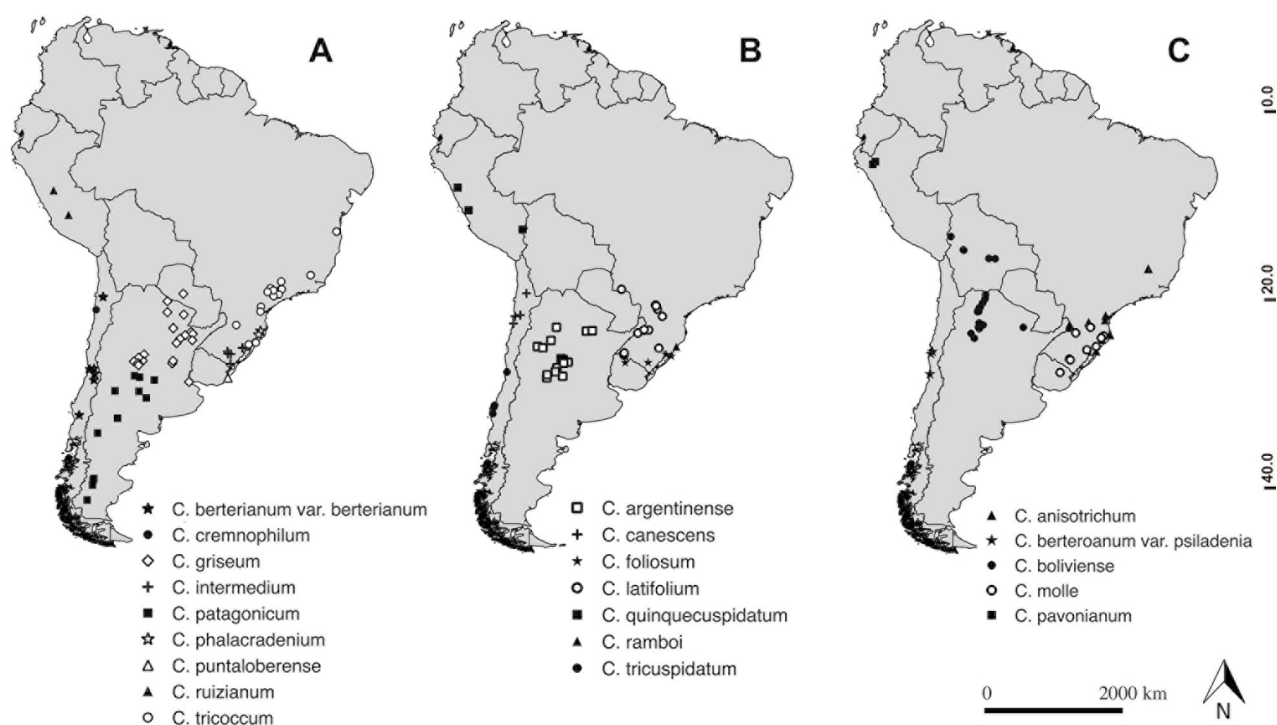 A
B
C
10.0
20.0
40.0
C. berterianum var. berterianum
C. cremnophilum
C. griseum
C. intermedium
C. patagonicum
C. phalacradenium
C. puntaloberense
C. ruizianum
C. tricoccum
C. argentinense
C. canescens
C. foliosum
C. latifolium
C. quinquecuspidatum
C. ramboi
C. tricuspidatum
C. anisotrichum
C. berteroanum var. psiladenia
C. boliviense
C. molle
C. pavonianum
0 2000 km
N